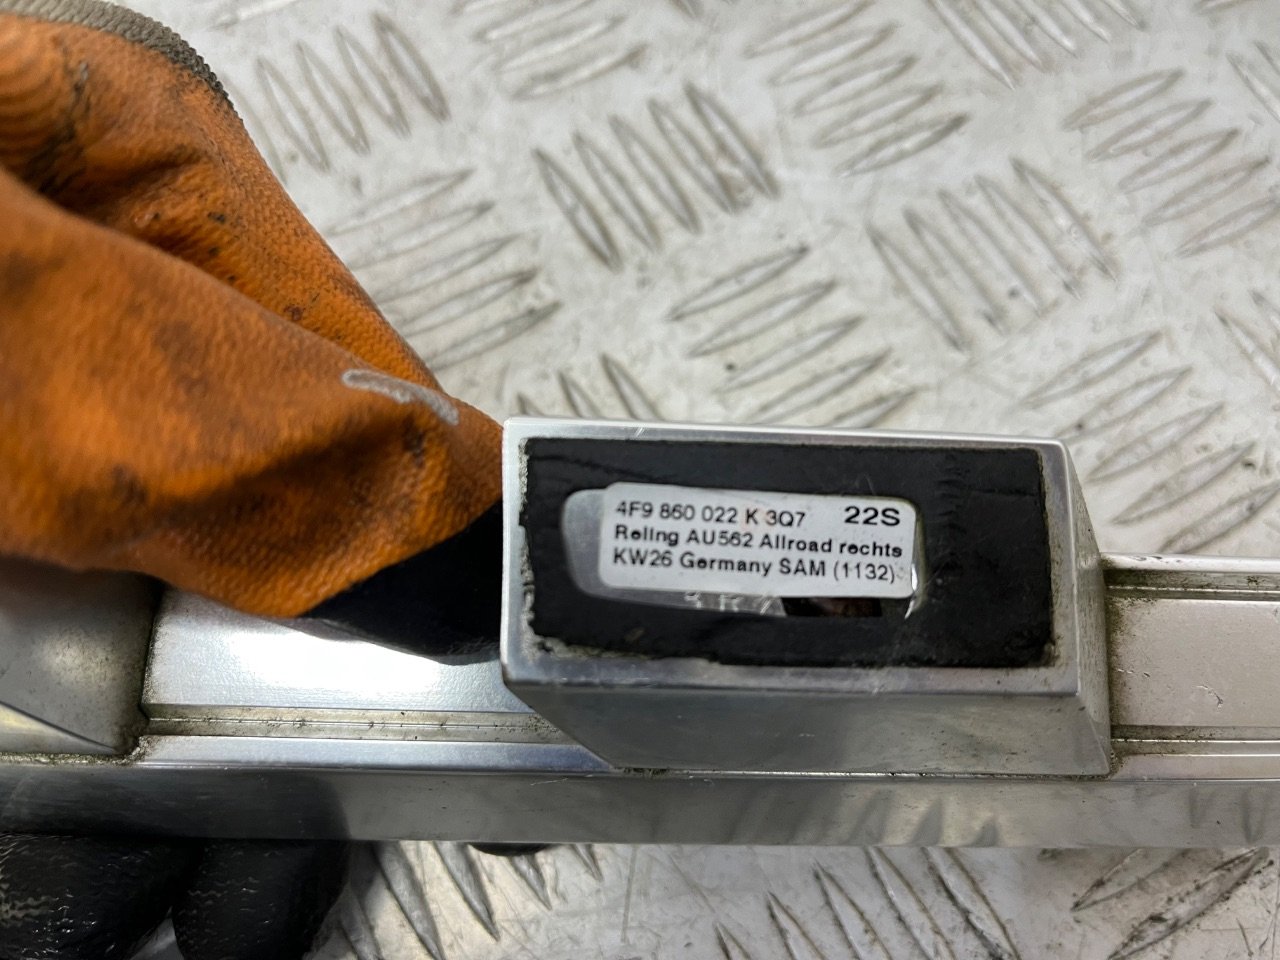 4F9 860 022 K 3Q7 22S
Reling AU562 Allroad rechts
KW26 Germany SAM (1132)